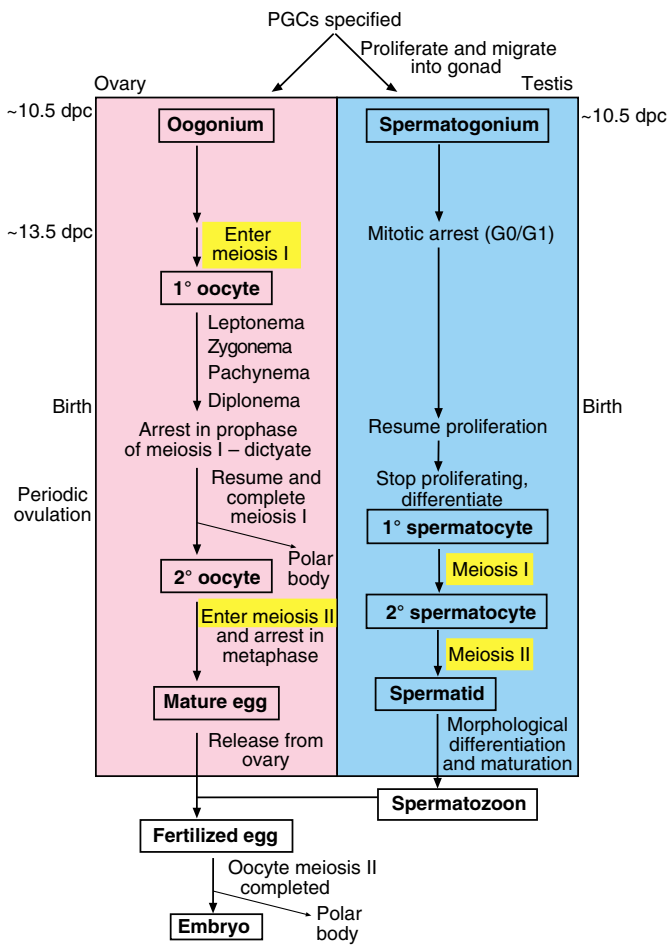 PGCs specified
Proliferate and migrate
into gonad
Ovary
Testis
~10.5 dpc
Oogonium
Spermatogonium
~10.5 dpc
~13.5 dpc
Enter
meiosis I
Mitotic arrest (G0/G1)
1° oocyte
Leptonema
Zygonema
Pachynema
Diplonema
Birth
Birth
Arrest in prophase
of meiosis I – dictyate
Resume proliferation
Periodic
ovulation
Resume and
complete
meiosis I
Stop proliferating,
differentiate
1° spermatocyte
Polar
body
Meiosis I
2° oocyte
2° spermatocyte
Enter meiosis II
and arrest in
metaphase
Meiosis II
Mature egg
Spermatid
Release from
ovary
Morphological
differentiation
and maturation
Spermatozoon
Fertilized egg
Oocyte meiosis II
completed
Embryo
Polar
body